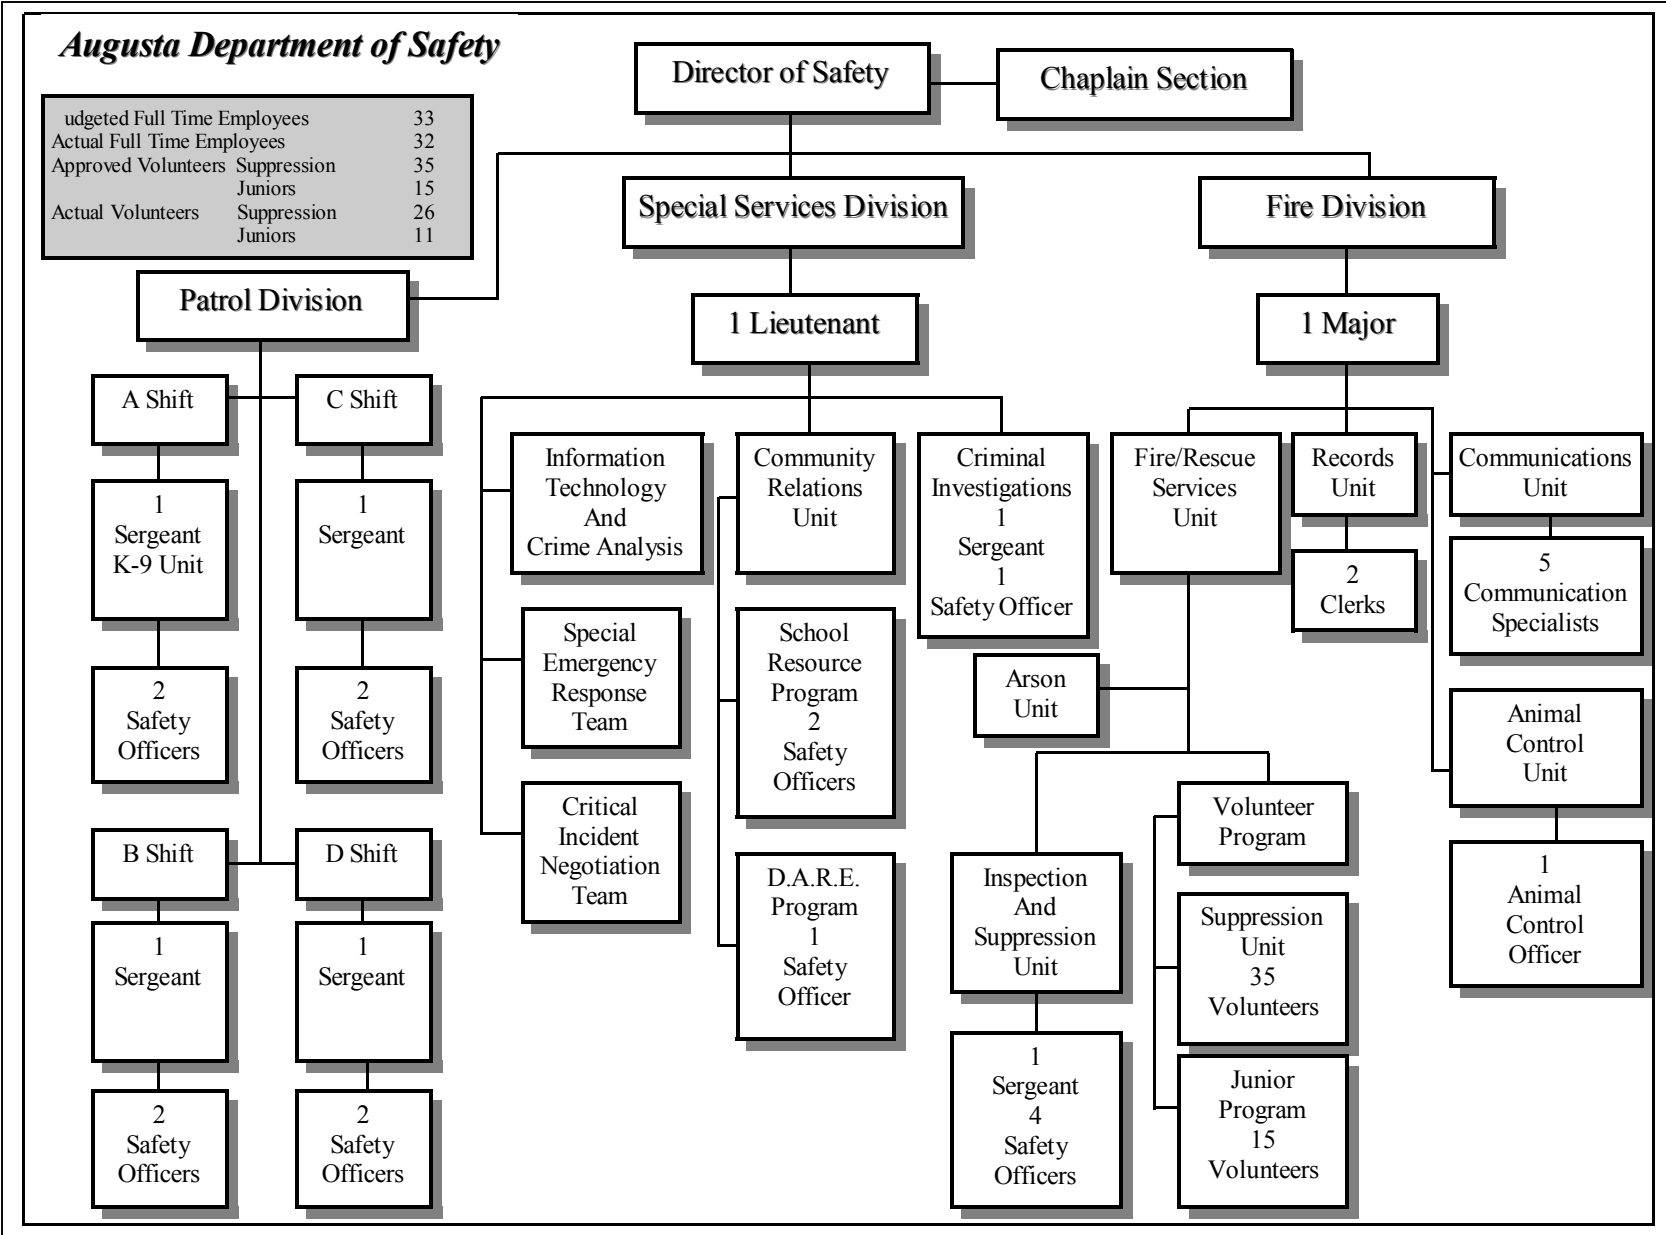 Augusta Department of Safety
udgeted Full Time Employees 33
Actual Full Time Employees 32
Approved Volunteers Suppression 35
Juniors 15
Actual Volunteers Suppression 26
Juniors 11
Director of Safety
Chaplain Section
Patrol Division
Special Services Division
Fire Division
1 Lieutenant
1 Major
A Shift
1
Sergeant
K-9 Unit
2
Safety
Officers
C Shift
1
Sergeant
2
Safety
Officers
B Shift
1
Sergeant
2
Safety
Officers
D Shift
1
Sergeant
2
Safety
Officers
Information
Technology
And
Crime Analysis
Special
Emergency
Response
Team
Critical
Incident
Negotiation
Team
Community
Relations
Unit
School
Resource
Program
2
Safety
Officers
D.A.R.E.
Program
1
Safety
Officer
Criminal
Investigations
1
Sergeant
1
Safety Officer
Fire/Rescue
Services
Unit
Arson
Unit
Inspection
And
Suppression
Unit
1
Sergeant
4
Safety
Officers
Volunteer
Program
Suppression
Unit
35
Volunteers
Junior
Program
15
Volunteers
Records
Unit
2
Clerks
Communications
Unit
5
Communication
Specialists
Animal
Control
Unit
1
Animal
Control
Officer